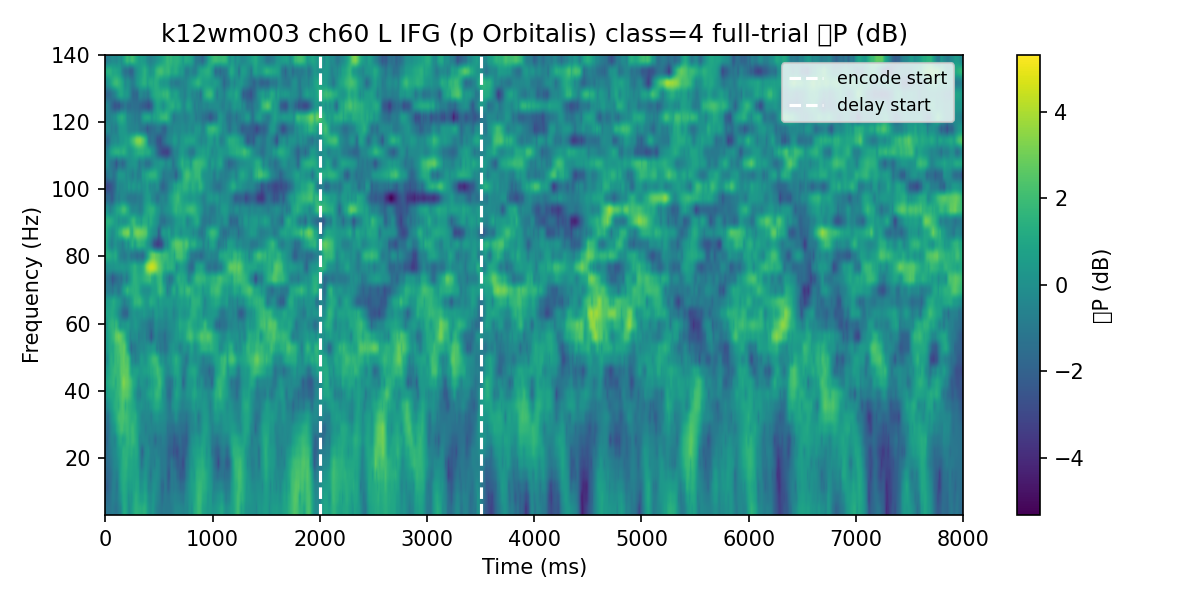 k12wm003 ch60 L IFG (p Orbitalis) class=4 full-trial ▯P (dB)
encode start
delay start
140
120
100
80
60
40
20
Frequency (Hz)
0 1000 2000 3000 4000 5000 6000 7000 8000
Time (ms)
4
2
0
−2
−4
▯P (dB)